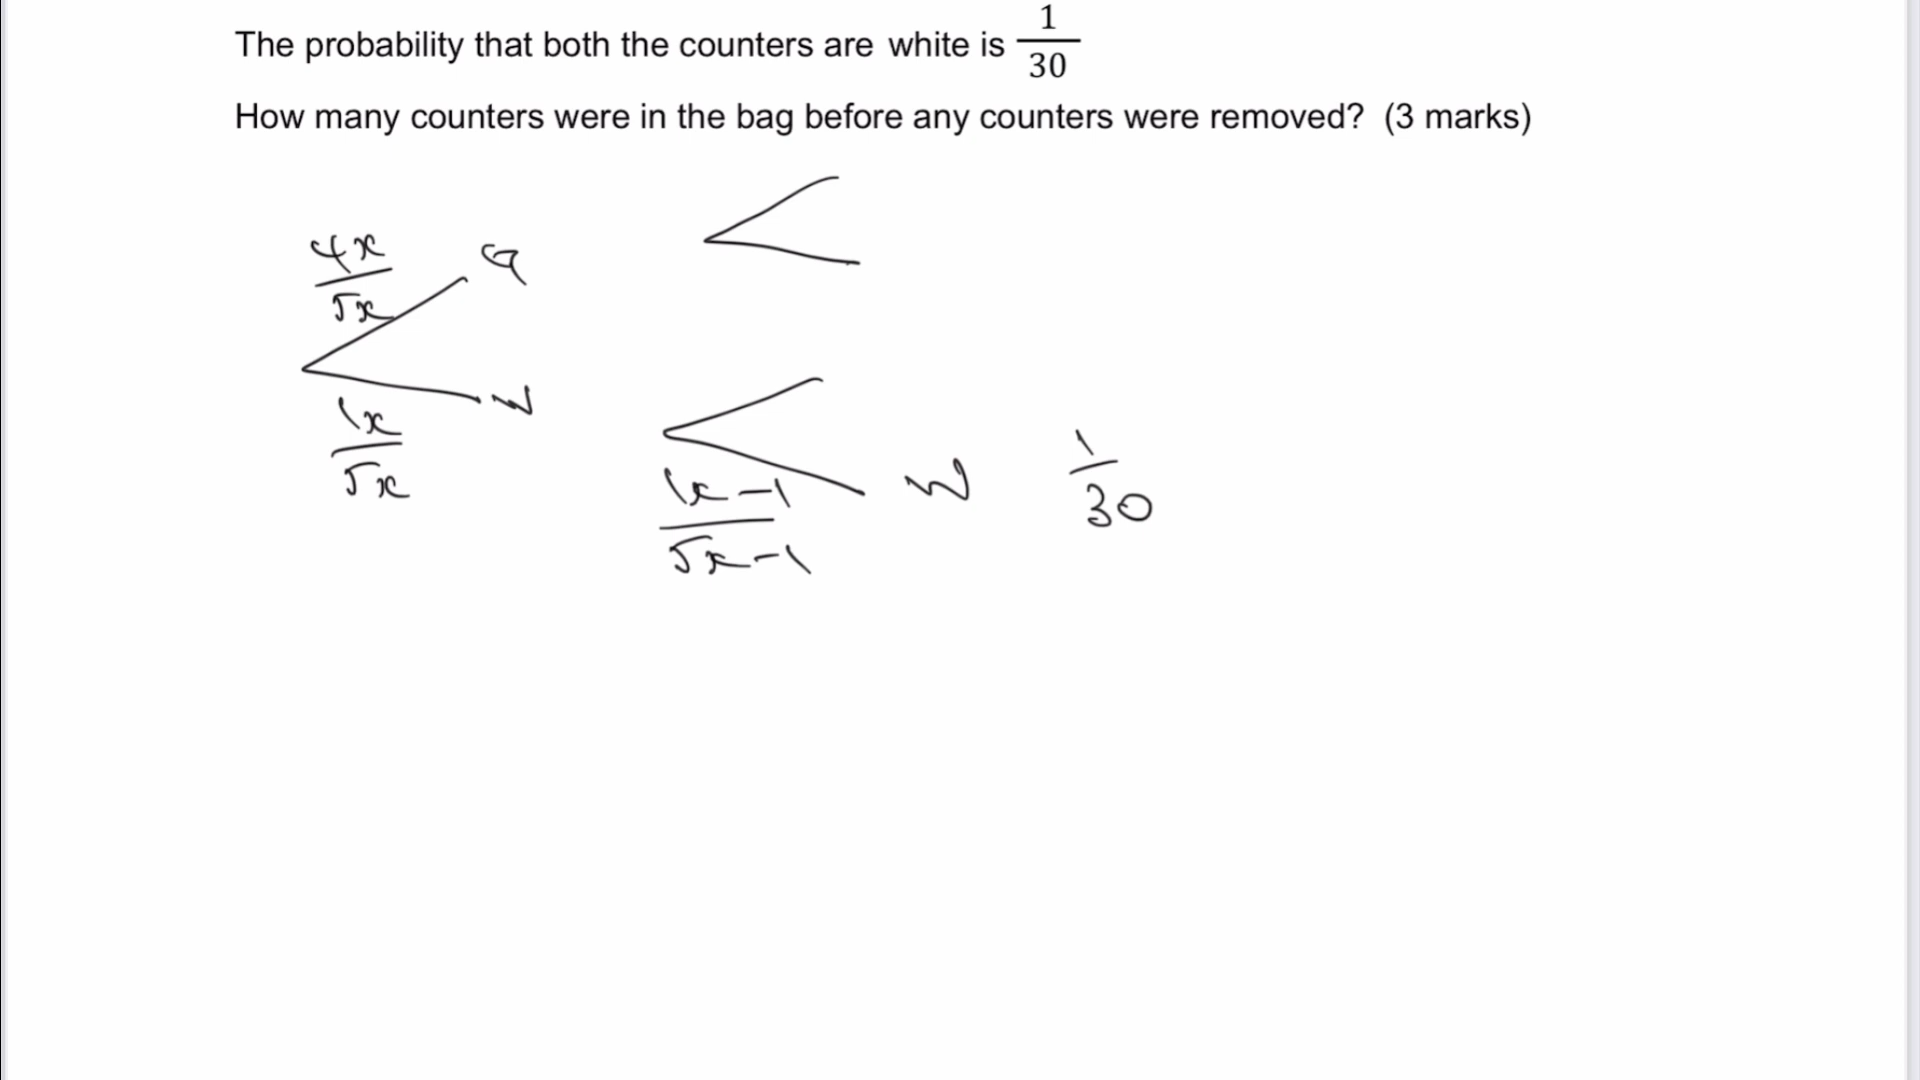 The probability that both the counters are white is 1/30
How many counters were in the bag before any counters were removed? (3 marks)
4x/5x G
1x/5x W
1x-1/5x-1 W 1/30